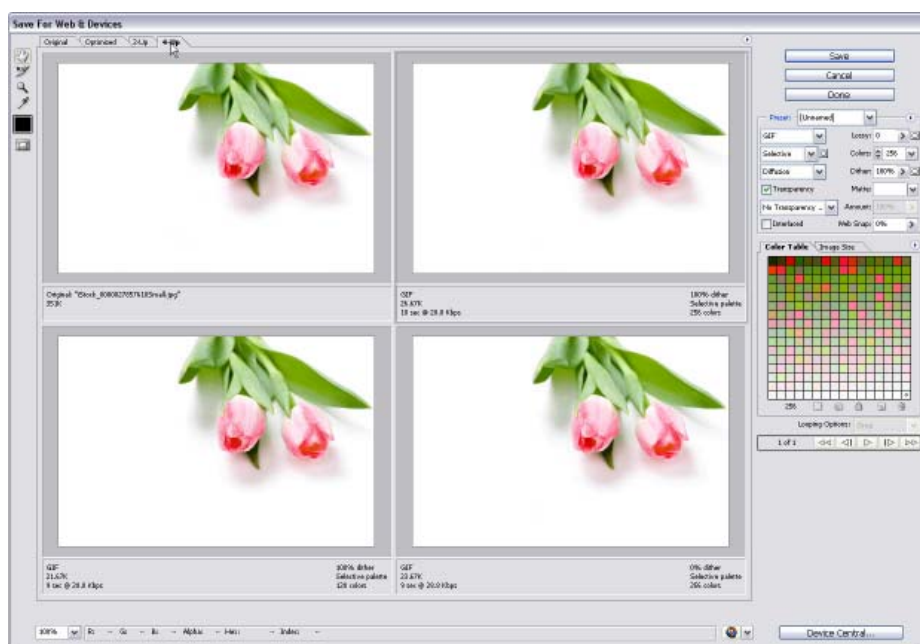 Save For Web & Devices
Original Optimized 2-Up 4-Up
Save
Cancel
Done
Preset: [Unnamed]
GIF Lossy: 0
Selective Colors: 256
Diffusion Dither: 100%
Transparency Matte:
No Transparency ... Amount: 100%
Interlaced Web Snap: 0%
Color Table Image Size
256
Looping Options:
1 of 1
Original:
351K
GIF
100% dither
Selective palette
10 sec @ 28.8 Kbps 256 colors
GIF 100% dither
21.67K Selective palette
9 sec @ 28.8 Kbps 128 colors
GIF 0% dither
23.67K Selective palette
9 sec @ 28.8 Kbps 256 colors
100% R: -- G: -- B: -- Alpha: -- Hex: -- Index: --
Device Central...